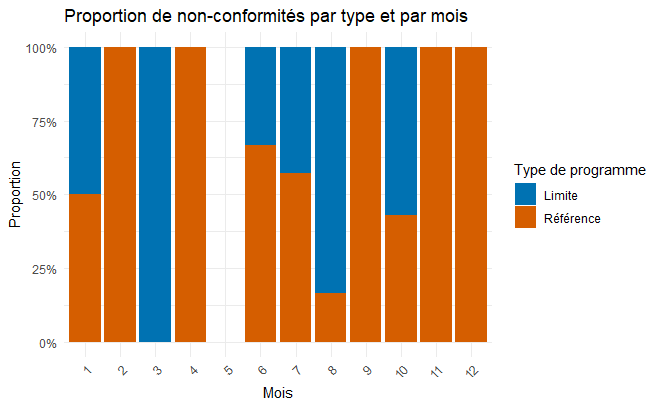 Proportion de non-conformités par type et par mois
100%
75%
50%
25%
0%
Proportion
1 2 3 4 5 6 7 8 9 10 11 12
Mois
Type de programme
Limite
Référence